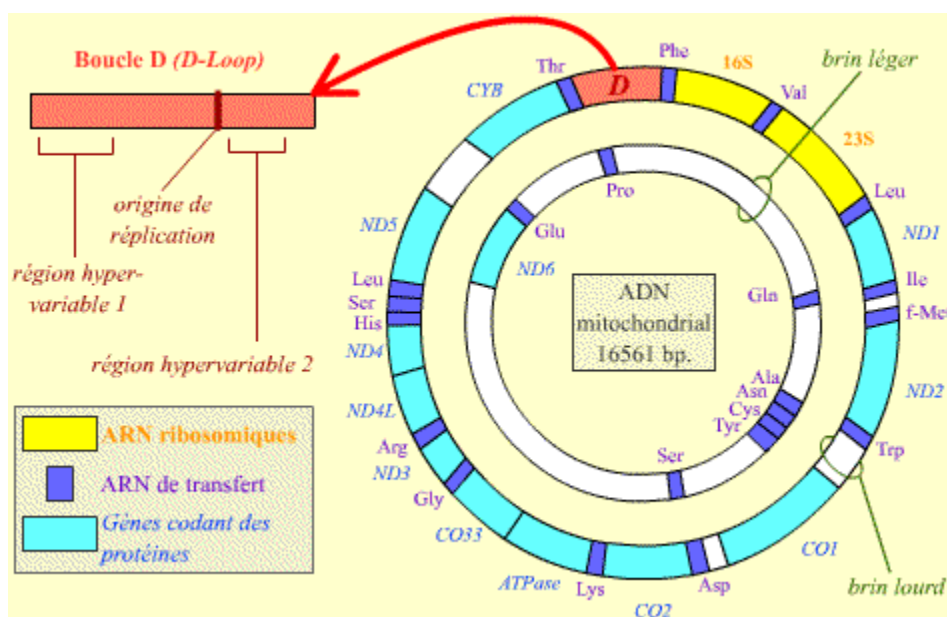 Boucle D (D-Loop)
origine de
réplication
région hyper-
variable 1
région hypervariable 2
ARN ribosomiques
ARN de transfert
Gènes codant des
protéines
D
Phe
16S
Val
23S
Leu
ND1
Ile
f-Me
ND2
Trp
CO1
Asp
CO2
Lys
ATPase
CO33
Gly
ND3
Arg
ND4L
ND4
His
Ser
Leu
ND5
CYB
Thr
brin léger
brin lourd
Pro
Glu
ND6
Gln
Ala
Asn
Cys
Tyr
Ser
ADN
mitochondrial
16561 bp.